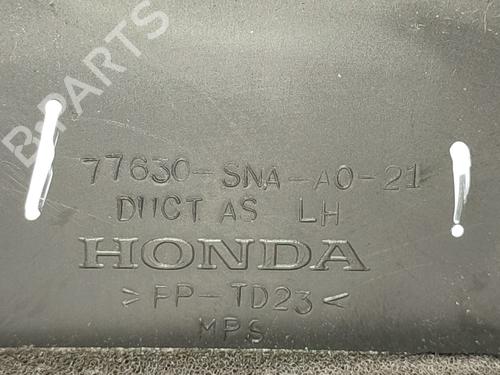 B-PARTS
77630-SNA-A0-21
DUCT AS LH
HONDA
>PP-TD23<
MPS